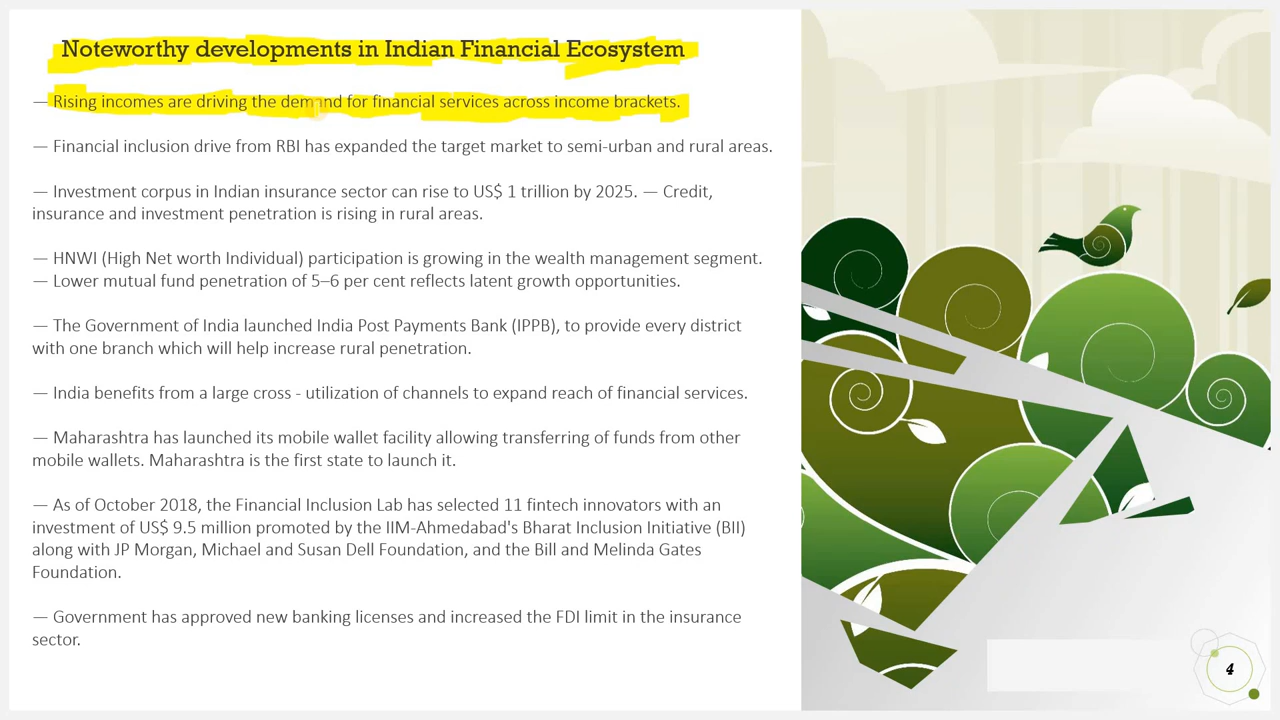 Noteworthy developments in Indian Financial Ecosystem
— Rising incomes are driving the demand for financial services across income brackets.
— Financial inclusion drive from RBI has expanded the target market to semi-urban and rural areas.
— Investment corpus in Indian insurance sector can rise to US$ 1 trillion by 2025. — Credit,
insurance and investment penetration is rising in rural areas.
— HNWI (High Net worth Individual) participation is growing in the wealth management segment.
— Lower mutual fund penetration of 5–6 per cent reflects latent growth opportunities.
— The Government of India launched India Post Payments Bank (IPPB), to provide every district
with one branch which will help increase rural penetration.
— India benefits from a large cross - utilization of channels to expand reach of financial services.
— Maharashtra has launched its mobile wallet facility allowing transferring of funds from other
mobile wallets. Maharashtra is the first state to launch it.
— As of October 2018, the Financial Inclusion Lab has selected 11 fintech innovators with an
investment of US$ 9.5 million promoted by the IIM-Ahmedabad's Bharat Inclusion Initiative (BII)
along with JP Morgan, Michael and Susan Dell Foundation, and the Bill and Melinda Gates
Foundation.
— Government has approved new banking licenses and increased the FDI limit in the insurance
sector.
4